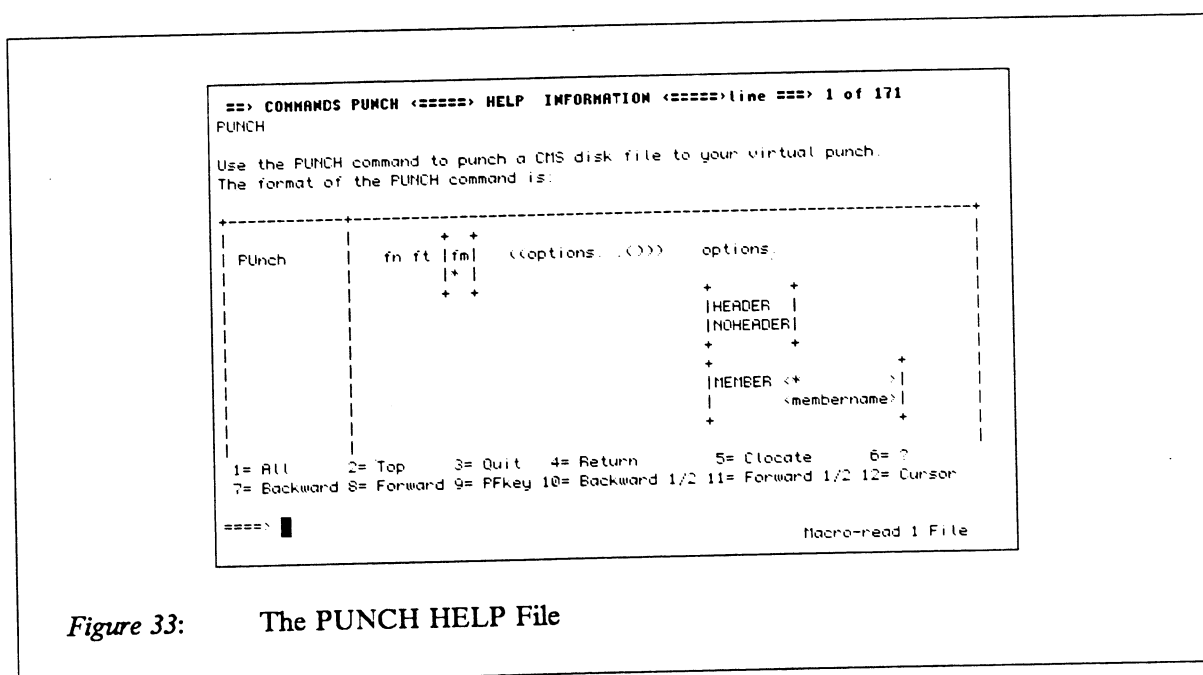 ==> COMMANDS PUNCH <=====> HELP  INFORMATION <=====>line ===> 1 of 171
PUNCH
Use the PUNCH command to punch a CMS disk file to your virtual punch.
The format of the PUNCH command is:
+------------+------------------------------------------------------------+
|            |           +  +                                             |
| PUnch      |    fn ft |fm|    <(options. .<)>>    options.
|* |
+  +
+         +
|HEADER   |
|NOHEADER|
+         +
+                    +
|MEMBER <*          >|
|       <membername>|
+                    +
1= All      2= Top      3= Quit   4= Return       5= Clocate      6= ?
7= Backward 8= Forward 9= PFkey 10= Backward 1/2 11= Forward 1/2 12= Cursor
====>
Macro-read 1 File
Figure 33: The PUNCH HELP File